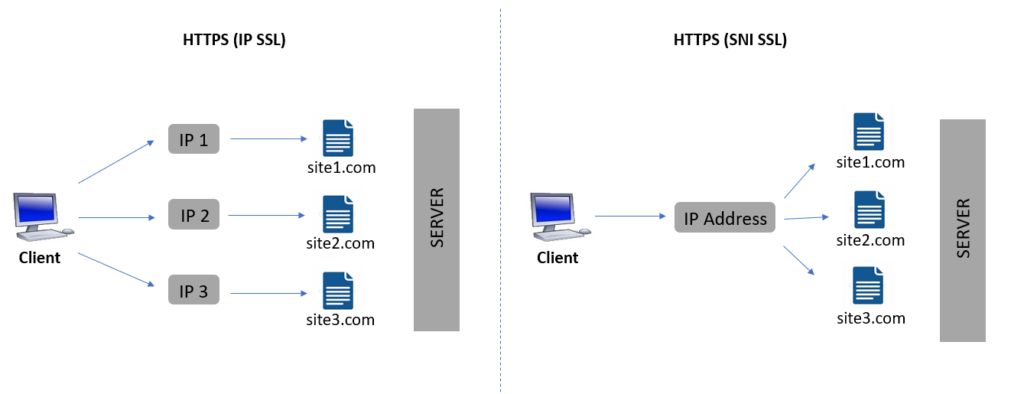 HTTPS (IP SSL)
IP 1
site1.com
IP 2
site2.com
Client
IP 3
site3.com
SERVER
HTTPS (SNI SSL)
Client
IP Address
site1.com
site2.com
site3.com
SERVER